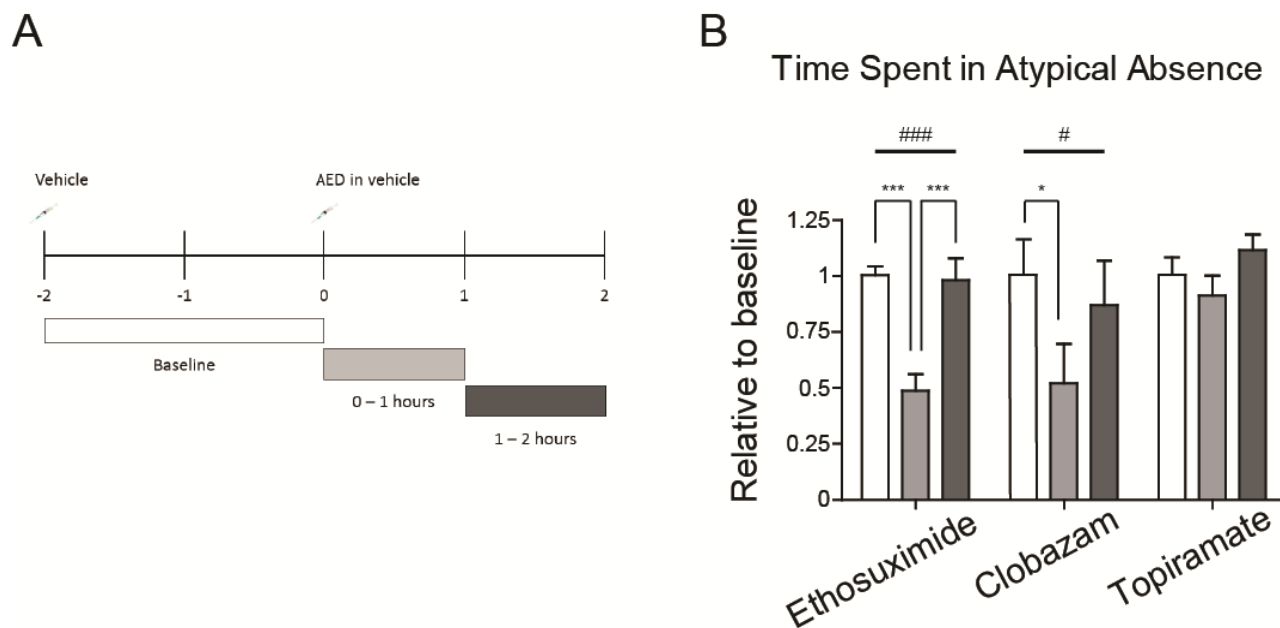 A
Vehicle
AED in vehicle
-2
-1
0
1
2
Baseline
0 – 1 hours
1 – 2 hours
B
Time Spent in Atypical Absence
###
#
***
***
*
Relative to baseline
1.25
1
0.75
0.5
0.25
0
Ethosuximide
Clobazam
Topiramate